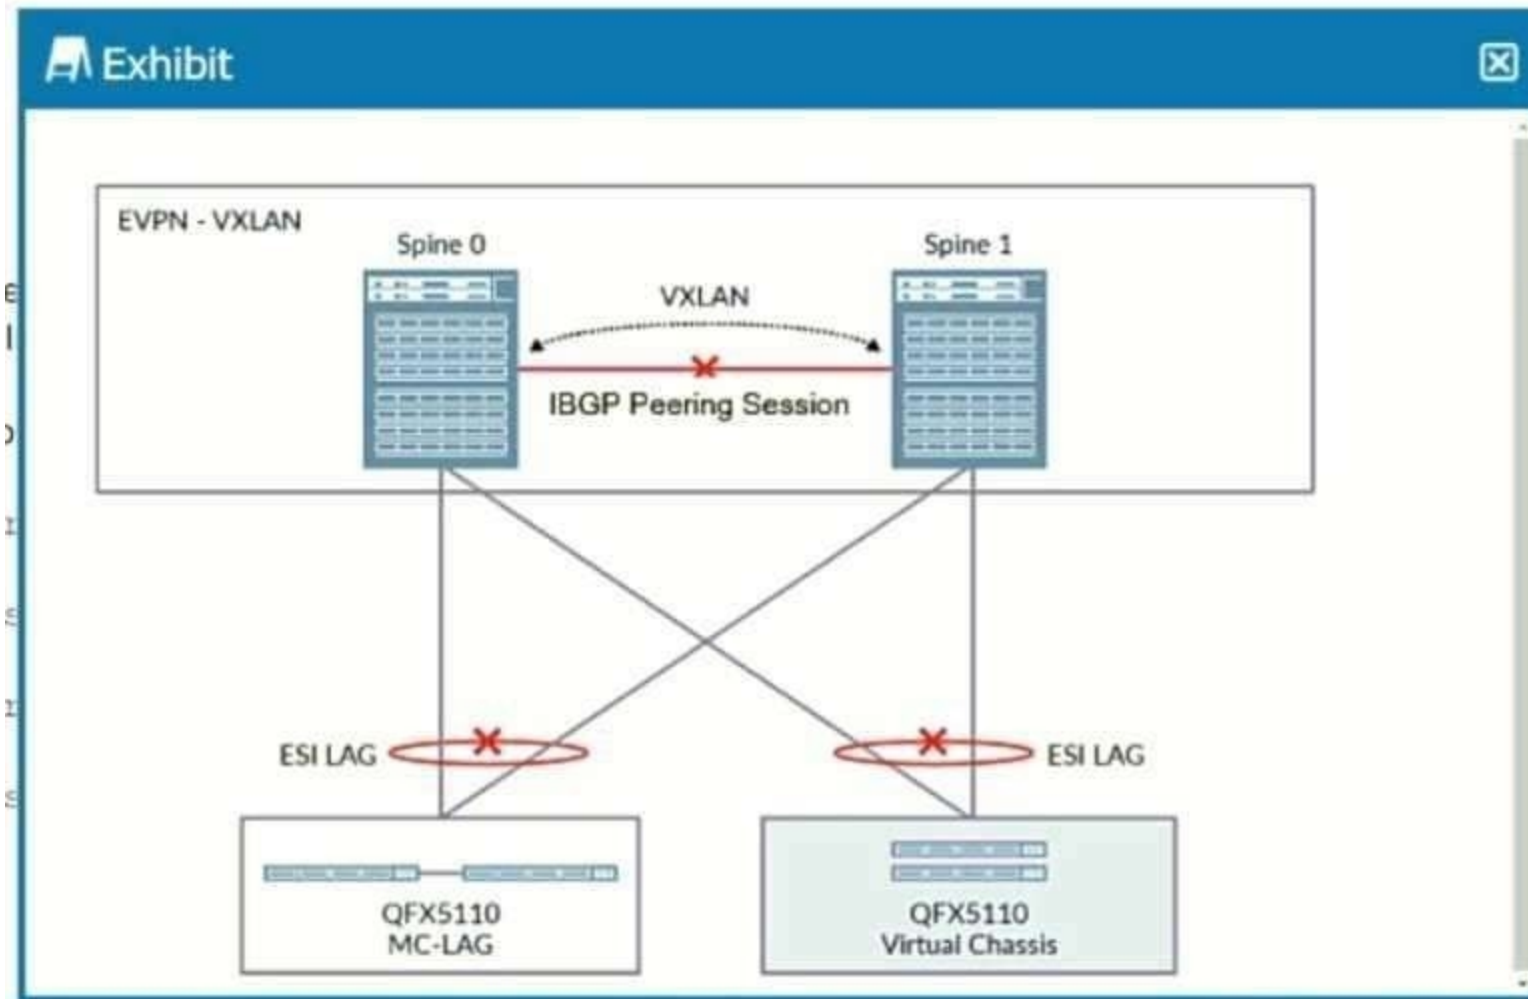 Exhibit
EVPN - VXLAN
Spine 0
Spine 1
VXLAN
IBGP Peering Session
ESI LAG
ESI LAG
QFX5110
MC-LAG
QFX5110
Virtual Chassis